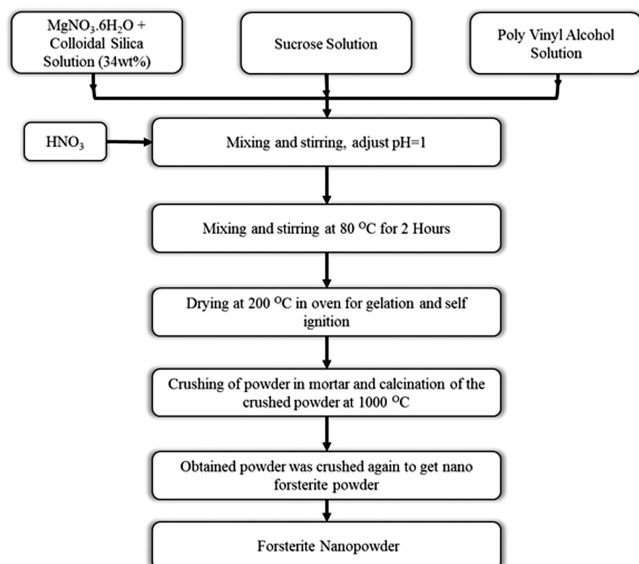 MgNO₃.6H₂O +
Colloidal Silica
Solution (34wt%)
Sucrose Solution
Poly Vinyl Alcohol
Solution
HNO₃
Mixing and stirring, adjust pH=1
Mixing and stirring at 80 ᴼC for 2 Hours
Drying at 200 ᴼC in oven for gelation and self
ignition
Crushing of powder in mortar and calcination of the
crushed powder at 1000 ᴼC
Obtained powder was crushed again to get nano
forsterite powder
Forsterite Nanopowder